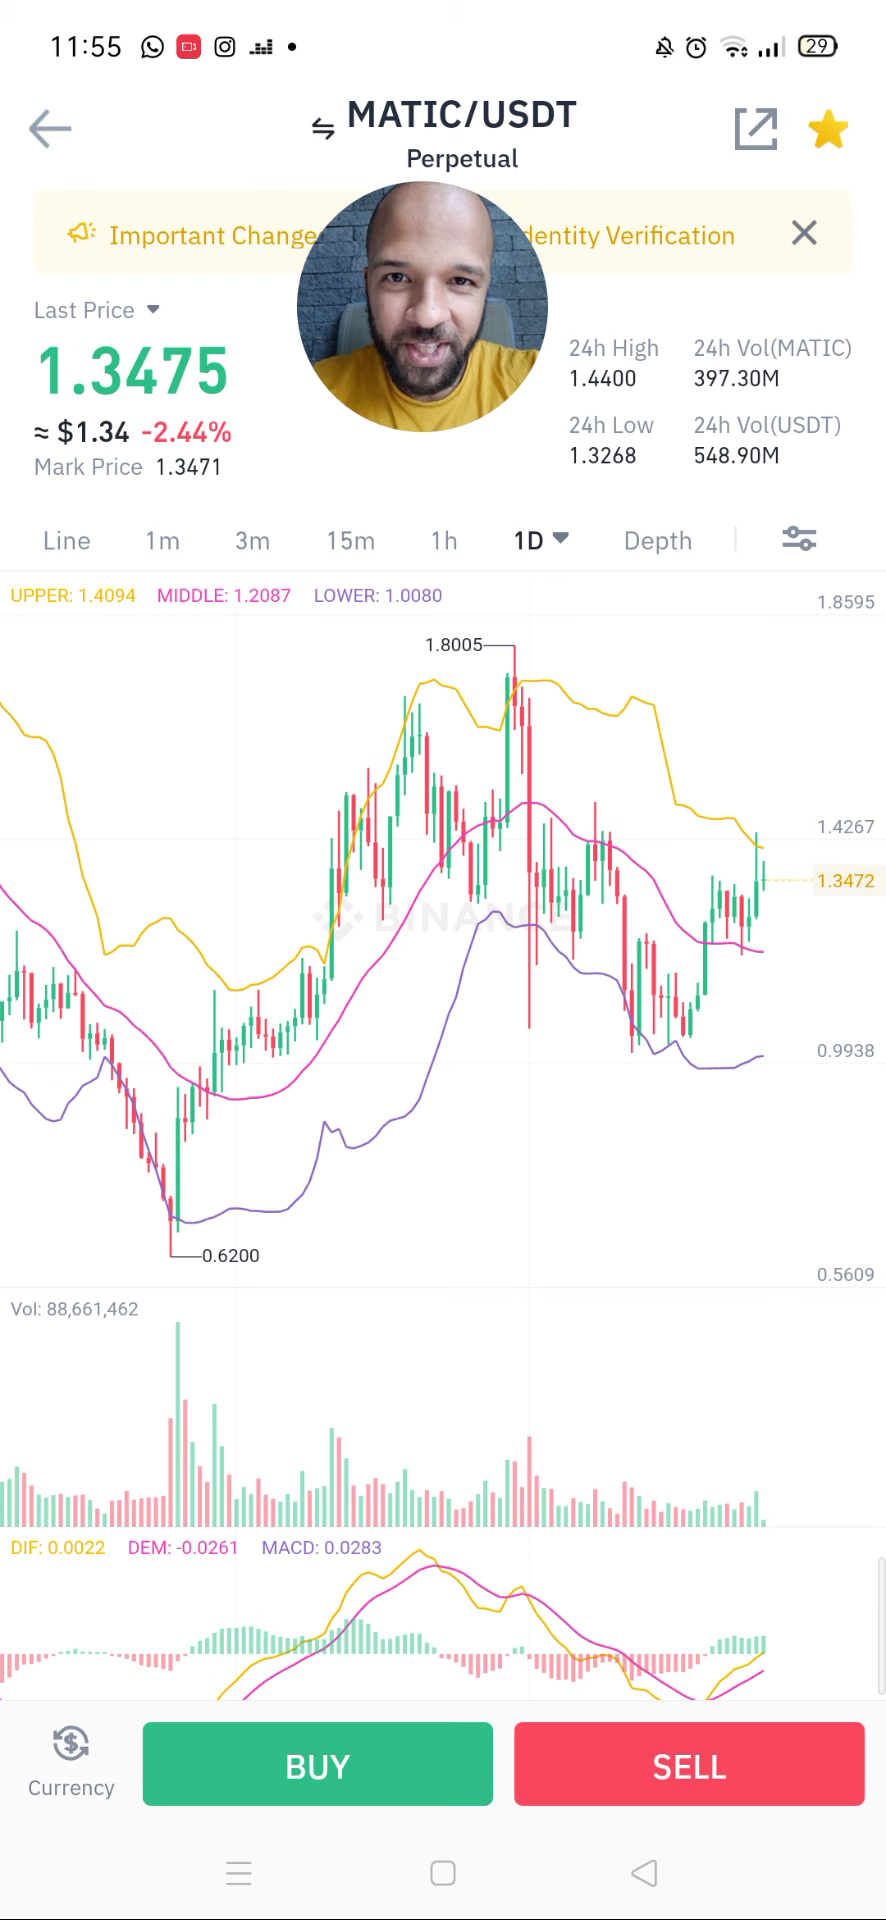 11:55
29
MATIC/USDT
Perpetual
Important Change
dentity Verification
Last Price
1.3475
≈ $1.34 -2.44%
Mark Price 1.3471
24h High 24h Vol(MATIC)
1.4400 397.30M
24h Low 24h Vol(USDT)
1.3268 548.90M
Line 1m 3m 15m 1h 1D Depth
UPPER: 1.4094 MIDDLE: 1.2087 LOWER: 1.0080
1.8595
1.8005
1.4267
1.3472
BINANCE
0.9938
0.6200
0.5609
Vol: 88,661,462
DIF: 0.0022 DEM: -0.0261 MACD: 0.0283
Currency
BUY
SELL